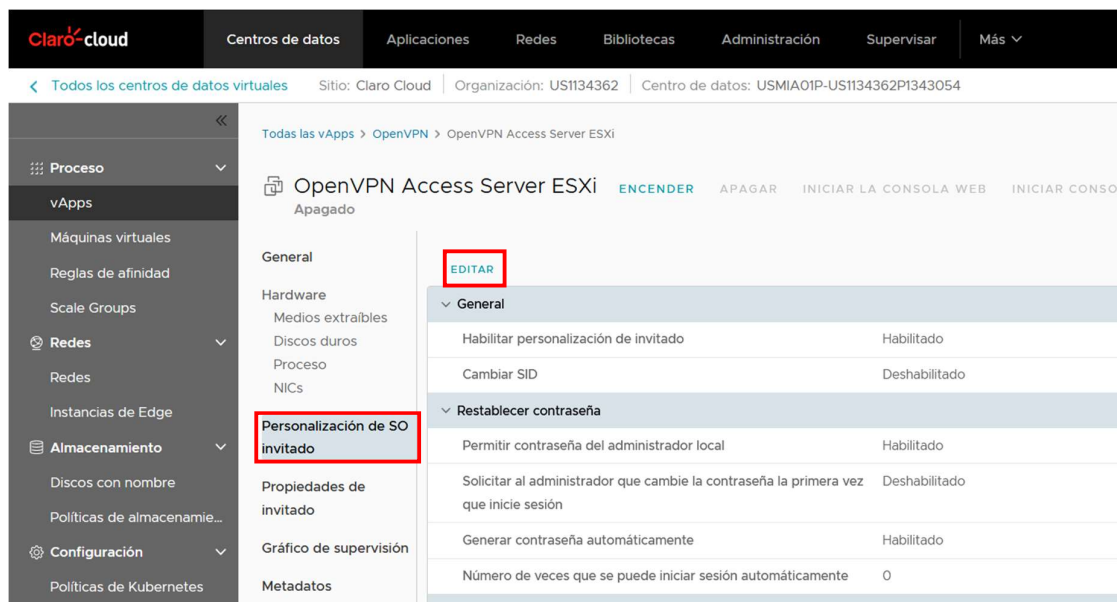 Claro-cloud
Centros de datos
Aplicaciones
Redes
Bibliotecas
Administración
Supervisar
Más
Todos los centros de datos virtuales
Sitio: Claro Cloud
Organización: US1134362
Centro de datos: USMIA01P-US1134362P1343054
Proceso
vApps
Máquinas virtuales
Reglas de afinidad
Scale Groups
Redes
Redes
Instancias de Edge
Almacenamiento
Discos con nombre
Políticas de almacenamie...
Configuración
Políticas de Kubernetes
Todas las vApps > OpenVPN > OpenVPN Access Server ESXi
OpenVPN Access Server ESXi
ENCENDER
APAGAR
INICIAR LA CONSOLA WEB
INICIAR CONSO
Apagado
General
Hardware
Medios extraíbles
Discos duros
Proceso
NICs
Personalización de SO
invitado
Propiedades de
invitado
Gráfico de supervisión
Metadatos
EDITAR
General
Habilitar personalización de invitado Habilitado
Cambiar SID Deshabilitado
Restablecer contraseña
Permitir contraseña del administrador local Habilitado
Solicitar al administrador que cambie la contraseña la primera vez Deshabilitado
que inicie sesión
Generar contraseña automáticamente Habilitado
Número de veces que se puede iniciar sesión automáticamente 0